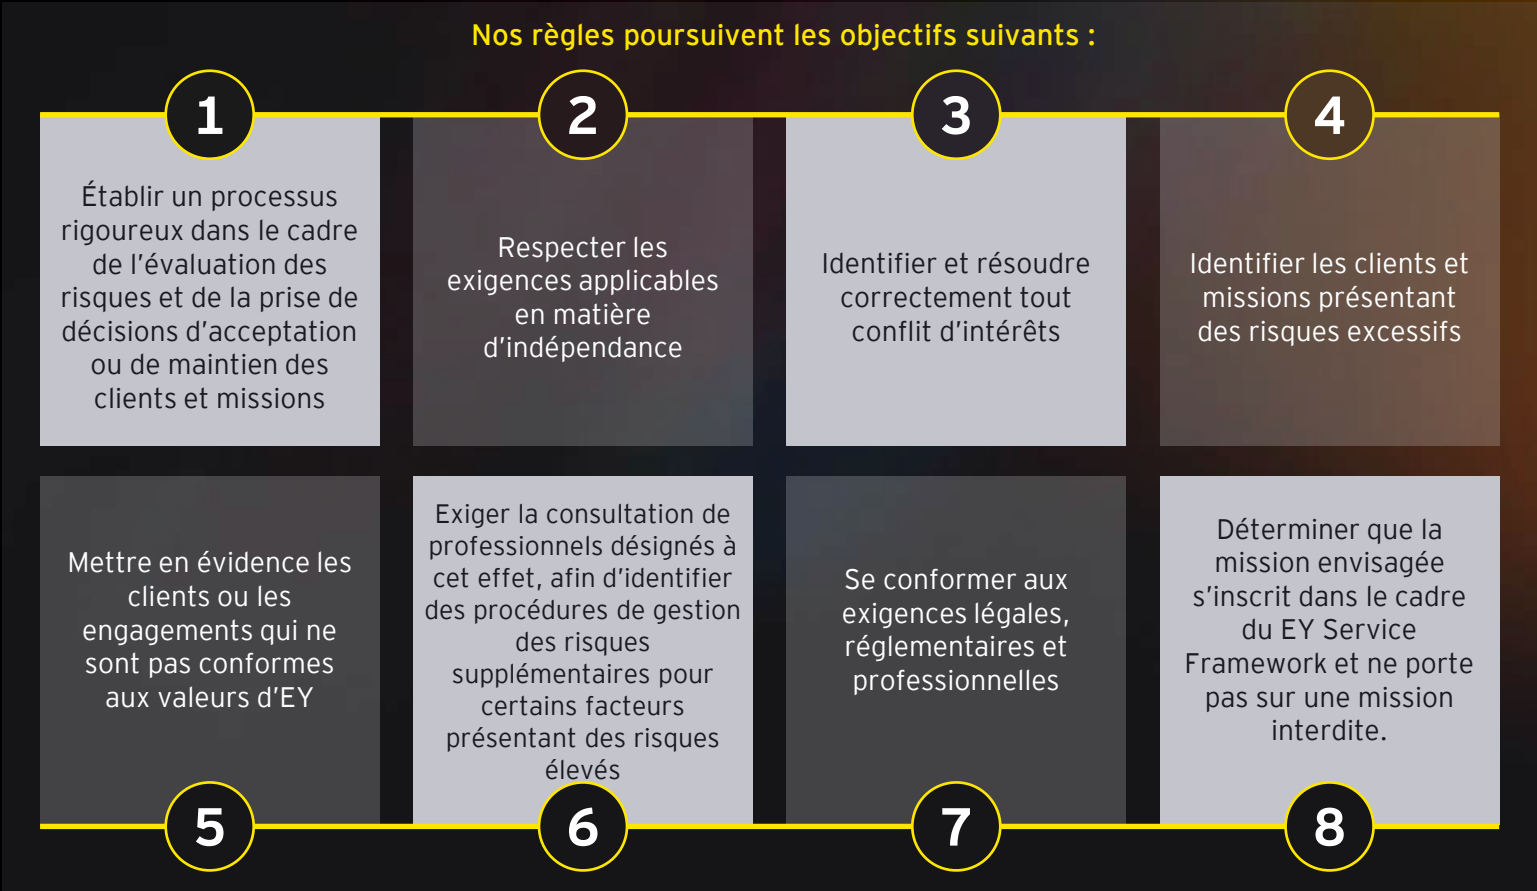 Nos règles poursuivent les objectifs suivants :
1
Établir un processus
rigoureux dans le cadre
de l'évaluation des
risques et de la prise de
décisions d'acceptation
ou de maintien des
clients et missions
2
Respecter les
exigences applicables
en matière
d'indépendance
3
Identifier et résoudre
correctement tout
conflit d'intérêts
4
Identifier les clients et
missions présentant
des risques excessifs
Mettre en évidence les
clients ou les
engagements qui ne
sont pas conformes
aux valeurs d'EY
5
Exiger la consultation de
professionnels désignés à
cet effet, afin d'identifier
des procédures de gestion
des risques
supplémentaires pour
certains facteurs
présentant des risques
élevés
6
Se conformer aux
exigences légales,
réglementaires et
professionnelles
7
Déterminer que la
mission envisagée
s'inscrit dans le cadre
du EY Service
Framework et ne porte
pas sur une mission
interdite.
8